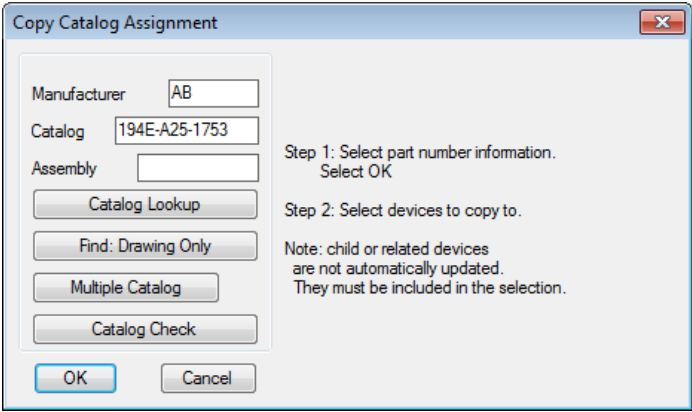 Copy Catalog Assignment
Manufacturer AB
Catalog 194E-A25-1753
Assembly
Catalog Lookup
Find: Drawing Only
Multiple Catalog
Catalog Check
OK Cancel
Step 1: Select part number information.
Select OK
Step 2: Select devices to copy to.
Note: child or related devices
are not automatically updated.
They must be included in the selection.